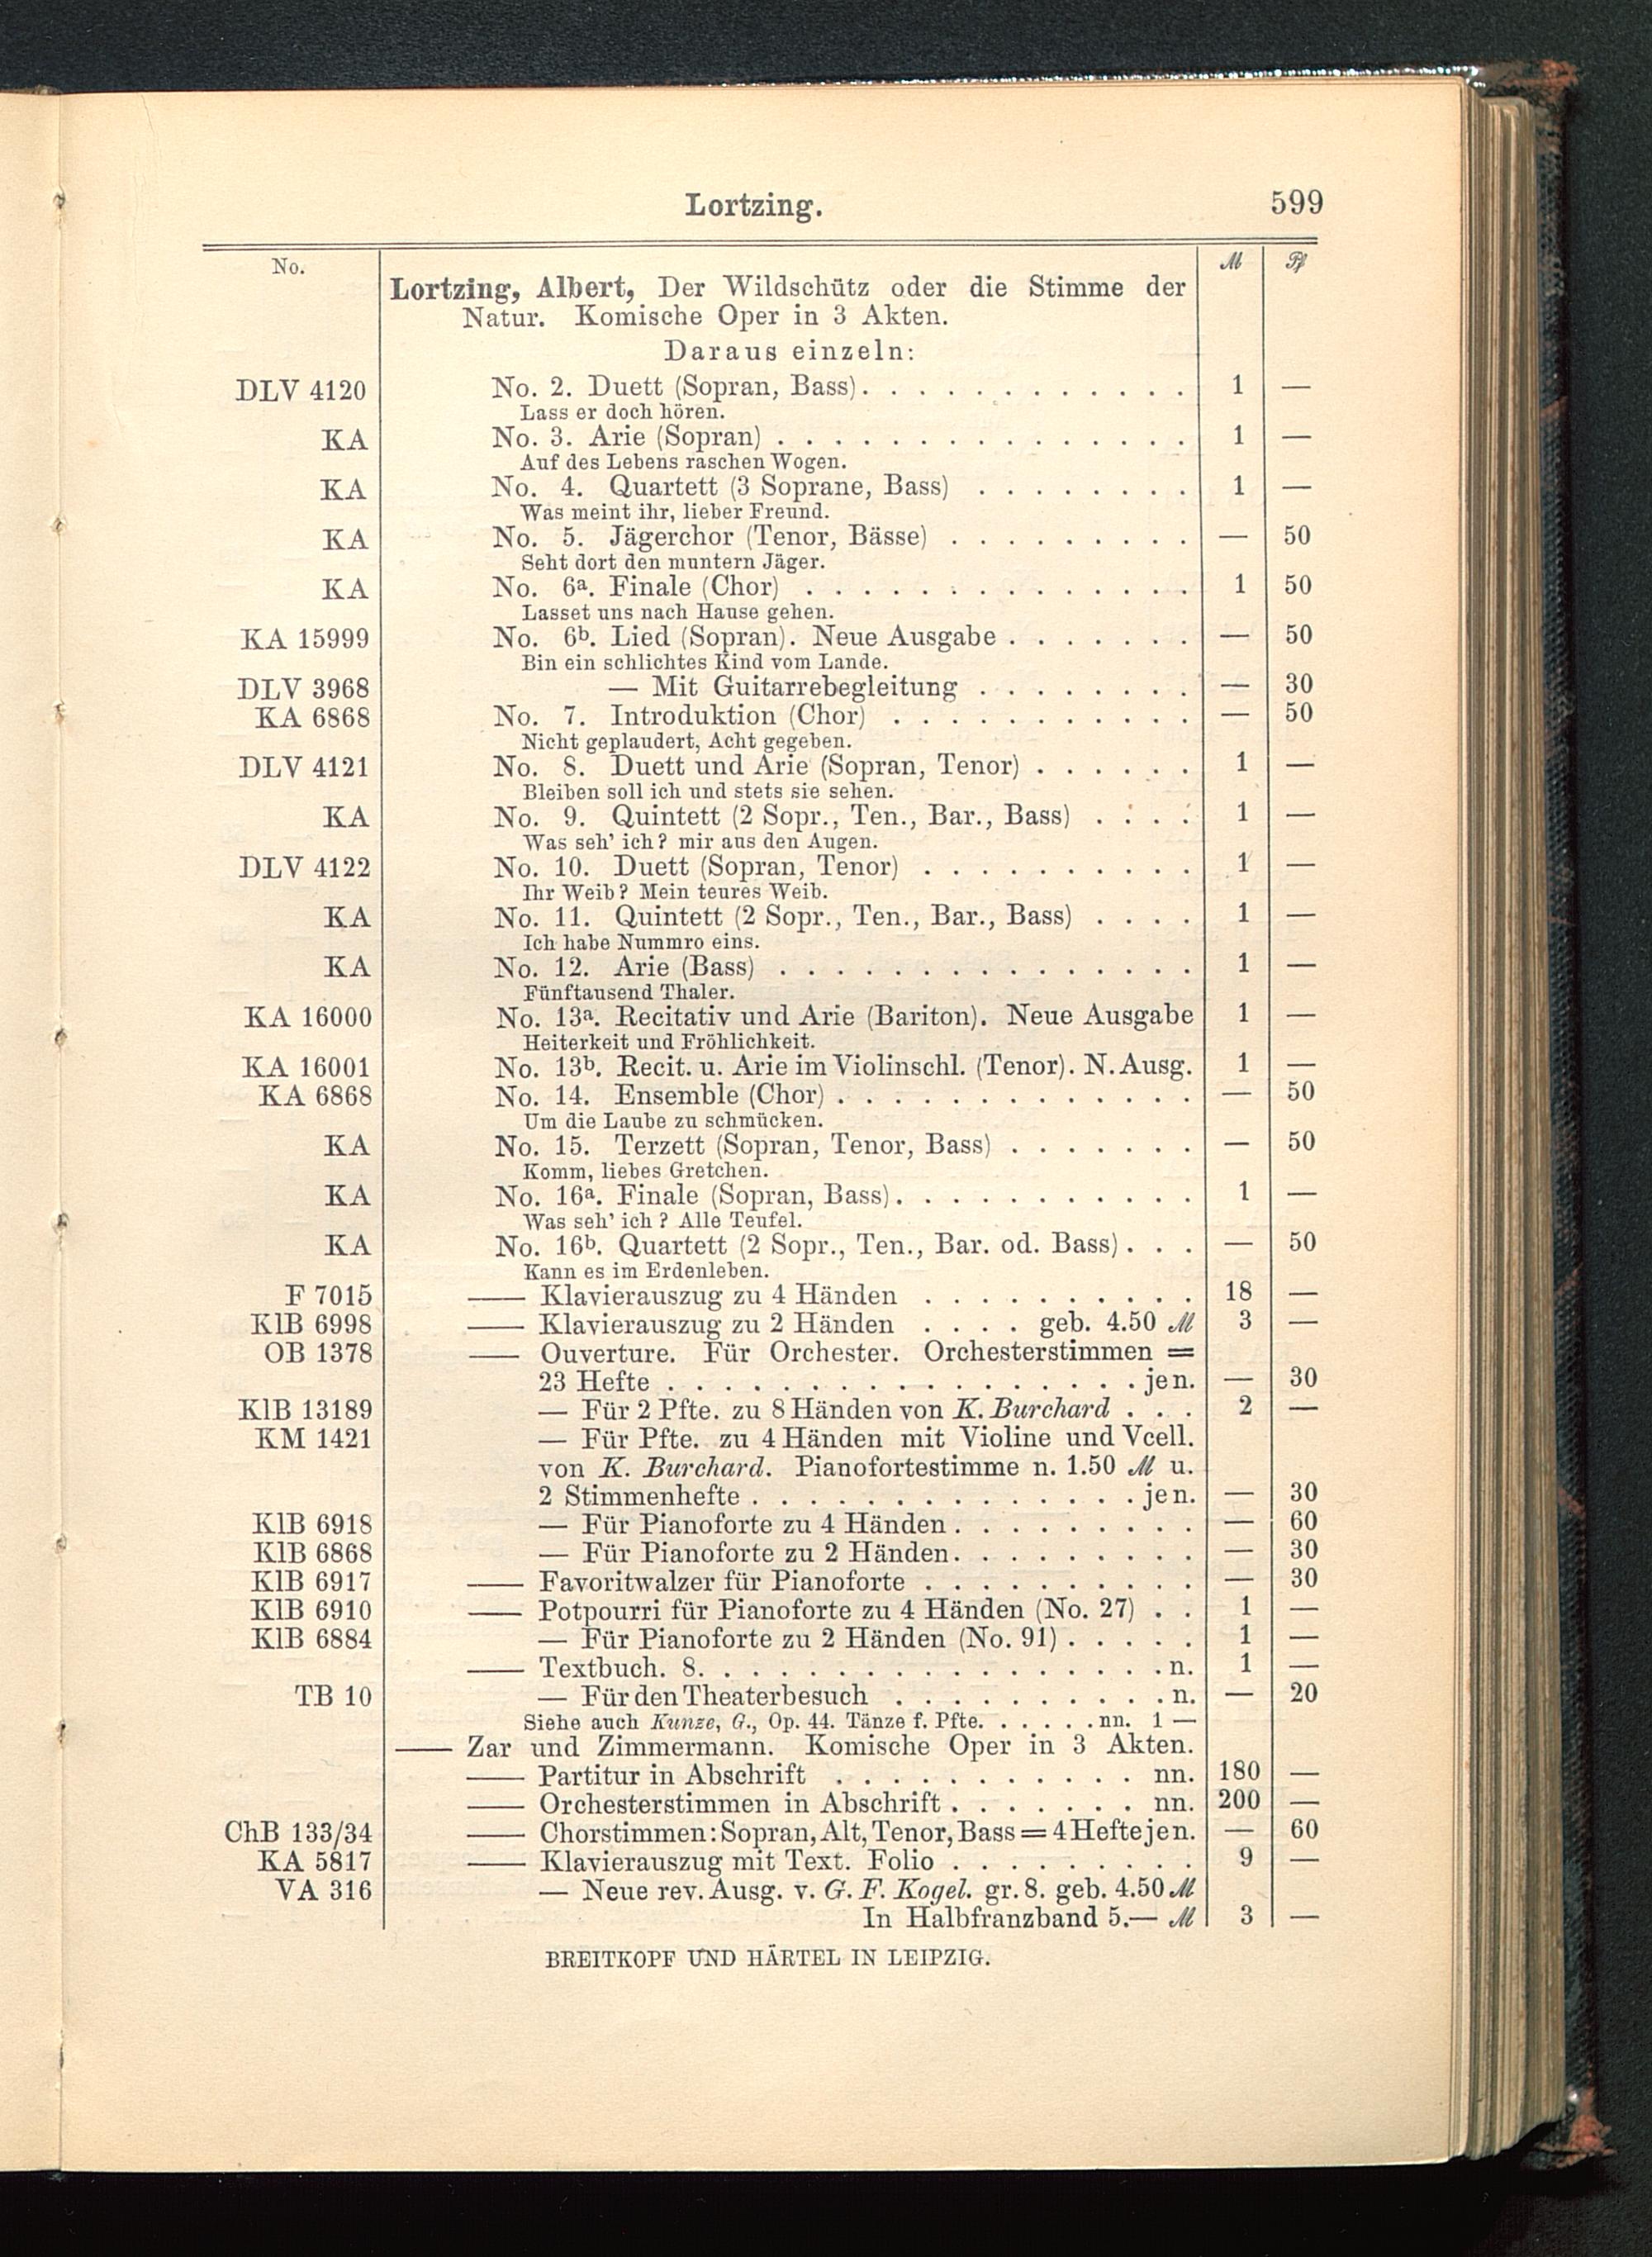 Lortzing. 599
No. M Pf
Lortzing, Albert, Der Wildschütz oder die Stimme der
Natur. Komische Oper in 3 Akten.
Daraus einzeln:
DLV 4120 No. 2. Duett (Sopran, Bass). . . . . . . . . . . . 1 —
Lass er doch hören.
KA No. 3. Arie (Sopran) . . . . . . . . . . . . . . . 1 —
Auf des Lebens raschen Wogen.
KA No. 4. Quartett (3 Soprane, Bass) . . . . . . . . 1 —
Was meint ihr, lieber Freund.
KA No. 5. Jägerchor (Tenor, Bässe) . . . . . . . . . — 50
Seht dort den muntern Jäger.
KA No. 6a. Finale (Chor) . . . . . . . . . . . . . . 1 50
Lasset uns nach Hause gehen.
KA 15999 No. 6b. Lied (Sopran). Neue Ausgabe . . . . . . . — 50
Bin ein schlichtes Kind vom Lande.
DLV 3968 — Mit Guitarrebegleitung . . . . . . . . — 30
KA 6868 No. 7. Introduktion (Chor) . . . . . . . . . . . — 50
Nicht geplaudert, Acht gegeben.
DLV 4121 No. 8. Duett und Arie (Sopran, Tenor) . . . . . . 1 —
Bleiben soll ich und stets sie sehen.
KA No. 9. Quintett (2 Sopr., Ten., Bar., Bass) . . . . 1 —
Was seh' ich? mir aus den Augen.
DLV 4122 No. 10. Duett (Sopran, Tenor) . . . . . . . . . . 1 —
Ihr Weib? Mein teures Weib.
KA No. 11. Quintett (2 Sopr., Ten., Bar., Bass) . . . . 1 —
Ich habe Nummro eins.
KA No. 12. Arie (Bass) . . . . . . . . . . . . . . . 1 —
Fünftausend Thaler.
KA 16000 No. 13a. Recitativ und Arie (Bariton). Neue Ausgabe 1 —
Heiterkeit und Fröhlichkeit.
KA 16001 No. 13b. Recit. u. Arie im Violinschl. (Tenor). N. Ausg. 1 —
KA 6868 No. 14. Ensemble (Chor) . . . . . . . . . . . . . — 50
Um die Laube zu schmücken.
KA No. 15. Terzett (Sopran, Tenor, Bass) . . . . . . . — 50
Komm, liebes Gretchen.
KA No. 16a. Finale (Sopran, Bass). . . . . . . . . . . 1 —
Was seh' ich ? Alle Teufel.
KA No. 16b. Quartett (2 Sopr., Ten., Bar. od. Bass). . . — 50
Kann es im Erdenleben.
F 7015 — Klavierauszug zu 4 Händen . . . . . . . . . . 18 —
KlB 6998 — Klavierauszug zu 2 Händen . . . . geb. 4.50 M 3 —
OB 1378 — Ouverture. Für Orchester. Orchesterstimmen =
23 Hefte . . . . . . . . . . . . . . . . . jen. — 30
KlB 13189 — Für 2 Pfte. zu 8 Händen von K. Burchard . . . 2 —
KM 1421 — Für Pfte. zu 4 Händen mit Violine und Vcell.
von K. Burchard. Pianofortestimme n. 1.50 M u.
2 Stimmenhefte . . . . . . . . . . . . . . jen. — 30
KlB 6918 — Für Pianoforte zu 4 Händen . . . . . . . . . — 60
KlB 6868 — Für Pianoforte zu 2 Händen . . . . . . . . . — 30
KlB 6917 — Favoritwalzer für Pianoforte . . . . . . . . . . — 30
KlB 6910 — Potpourri für Pianoforte zu 4 Händen (No. 27) . . 1 —
KlB 6884 — Für Pianoforte zu 2 Händen (No. 91) . . . . . 1 —
— Textbuch. 8. . . . . . . . . . . . . . . . . . n. 1 —
TB 10 — Für den Theaterbesuch . . . . . . . . . . n. — 20
Siehe auch Kunze, G., Op. 44. Tänze f. Pfte. . . . . . nn. 1 —
— Zar und Zimmermann. Komische Oper in 3 Akten.
— Partitur in Abschrift . . . . . . . . . . . nn. 180 —
— Orchesterstimmen in Abschrift . . . . . . . nn. 200 —
ChB 133/34 — Chorstimmen: Sopran, Alt, Tenor, Bass = 4 Hefte jen. — 60
KA 5817 — Klavierauszug mit Text. Folio . . . . . . . . . 9 —
VA 316 — Neue rev. Ausg. v. G. F. Kogel. gr. 8. geb. 4.50 M
In Halbfranzband 5.— M 3 —
BREITKOPF UND HÄRTEL IN LEIPZIG.